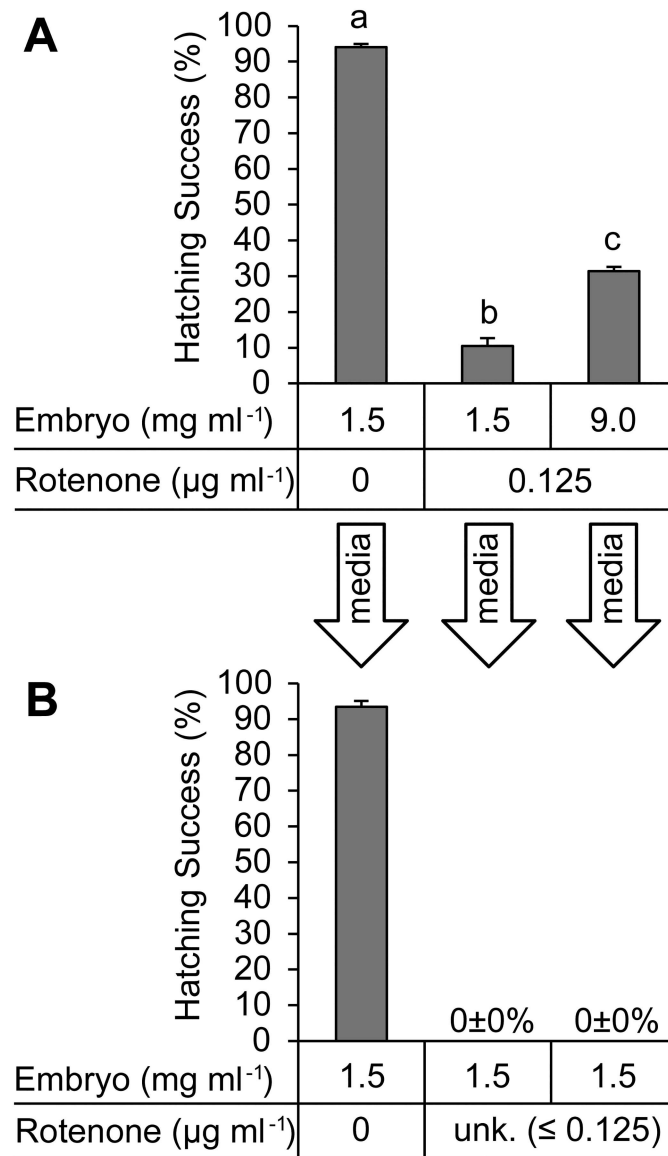 A
Hatching Success (%)
100
90
80
70
60
50
40
30
20
10
0
a
b
c
Embryo (mg ml⁻¹) 1.5 1.5 9.0
Rotenone (µg ml⁻¹) 0 0.125
media media media
B
Hatching Success (%)
100
90
80
70
60
50
40
30
20
10
0
0±0% 0±0%
Embryo (mg ml⁻¹) 1.5 1.5 1.5
Rotenone (µg ml⁻¹) 0 unk. (≤ 0.125)